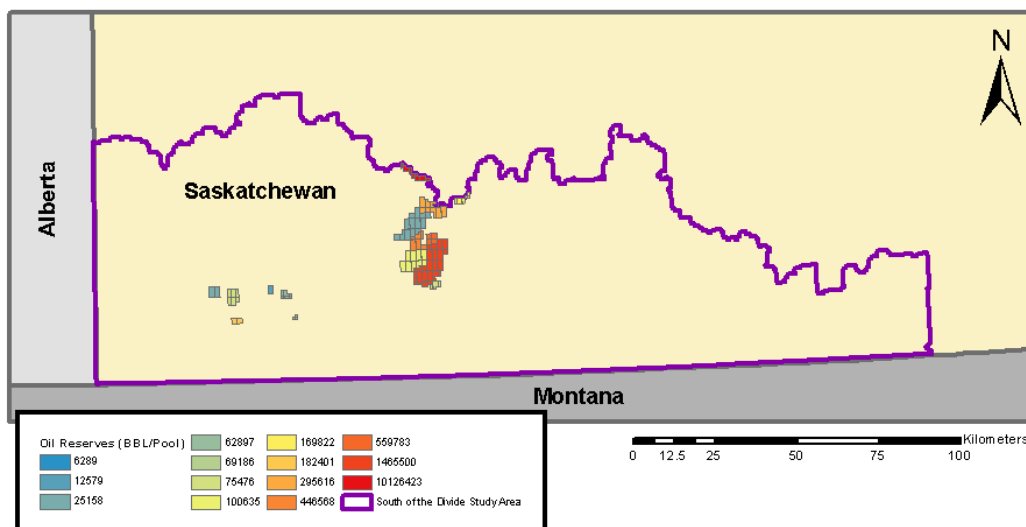 N
Alberta
Saskatchewan
Montana
Oil Reserves (BBL/Pool)
6289
12579
25158
62897
69186
75476
100635
169822
182401
295616
446568
559783
1465500
10126423
South of the Divide Study Area
Kilometers
0 12.5 25 50 75 100